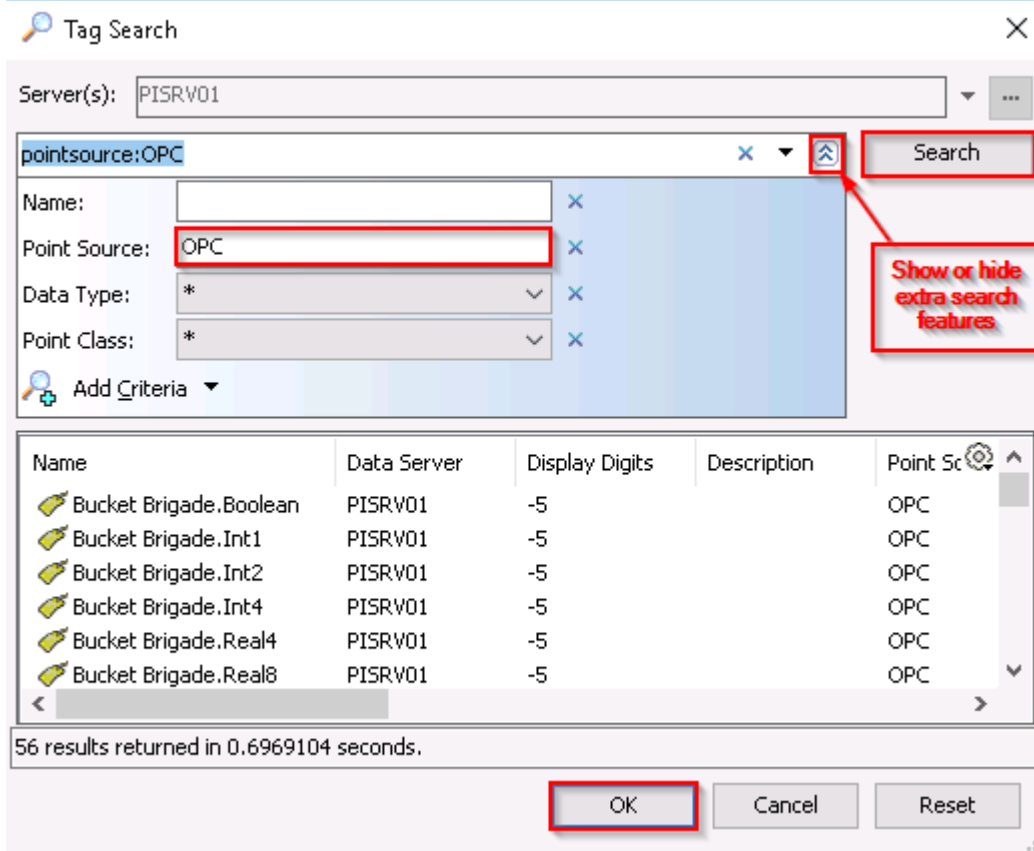 Tag Search
Server(s): PISRV01 ...
pointsource:OPC
Search
Name:
Point Source: OPC
Data Type: *
Point Class: *
Add Criteria
Show or hide
extra search
features
Name Data Server Display Digits Description Point Sc
Bucket Brigade.Boolean PISRV01 -5 OPC
Bucket Brigade.Int1 PISRV01 -5 OPC
Bucket Brigade.Int2 PISRV01 -5 OPC
Bucket Brigade.Int4 PISRV01 -5 OPC
Bucket Brigade.Real4 PISRV01 -5 OPC
Bucket Brigade.Real8 PISRV01 -5 OPC
56 results returned in 0.6969104 seconds.
OK Cancel Reset